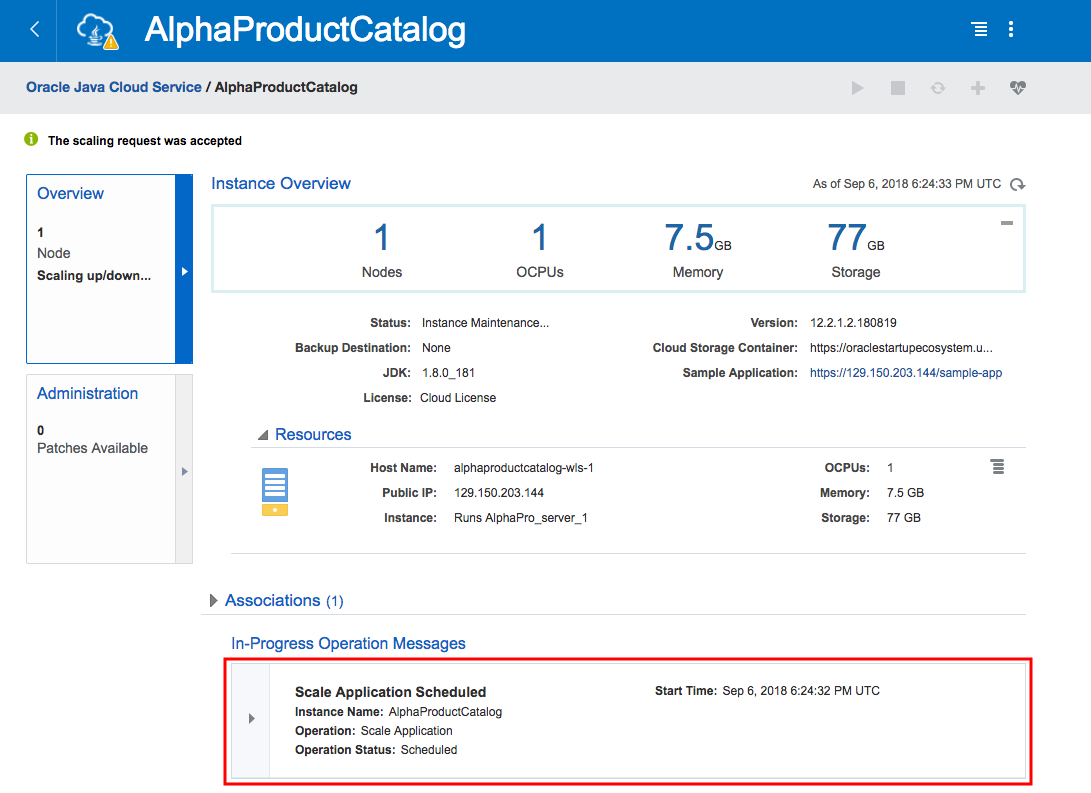 AlphaProductCatalog
Oracle Java Cloud Service / AlphaProductCatalog
The scaling request was accepted
Overview
1
Node
Scaling up/down...
Administration
0
Patches Available
Instance Overview
As of Sep 6, 2018 6:24:33 PM UTC
1 1 7.5GB 77GB
Nodes OCPUs Memory Storage
Status: Instance Maintenance... Version: 12.2.1.2.180819
Backup Destination: None Cloud Storage Container: https://oraclestartupecosystem.u...
JDK: 1.8.0_181 Sample Application: https://129.150.203.144/sample-app
License: Cloud License
Resources
Host Name: alphaproductcatalog-wls-1 OCPUs: 1
Public IP: 129.150.203.144 Memory: 7.5 GB
Instance: Runs AlphaPro_server_1 Storage: 77 GB
Associations (1)
In-Progress Operation Messages
Scale Application Scheduled Start Time: Sep 6, 2018 6:24:32 PM UTC
Instance Name: AlphaProductCatalog
Operation: Scale Application
Operation Status: Scheduled